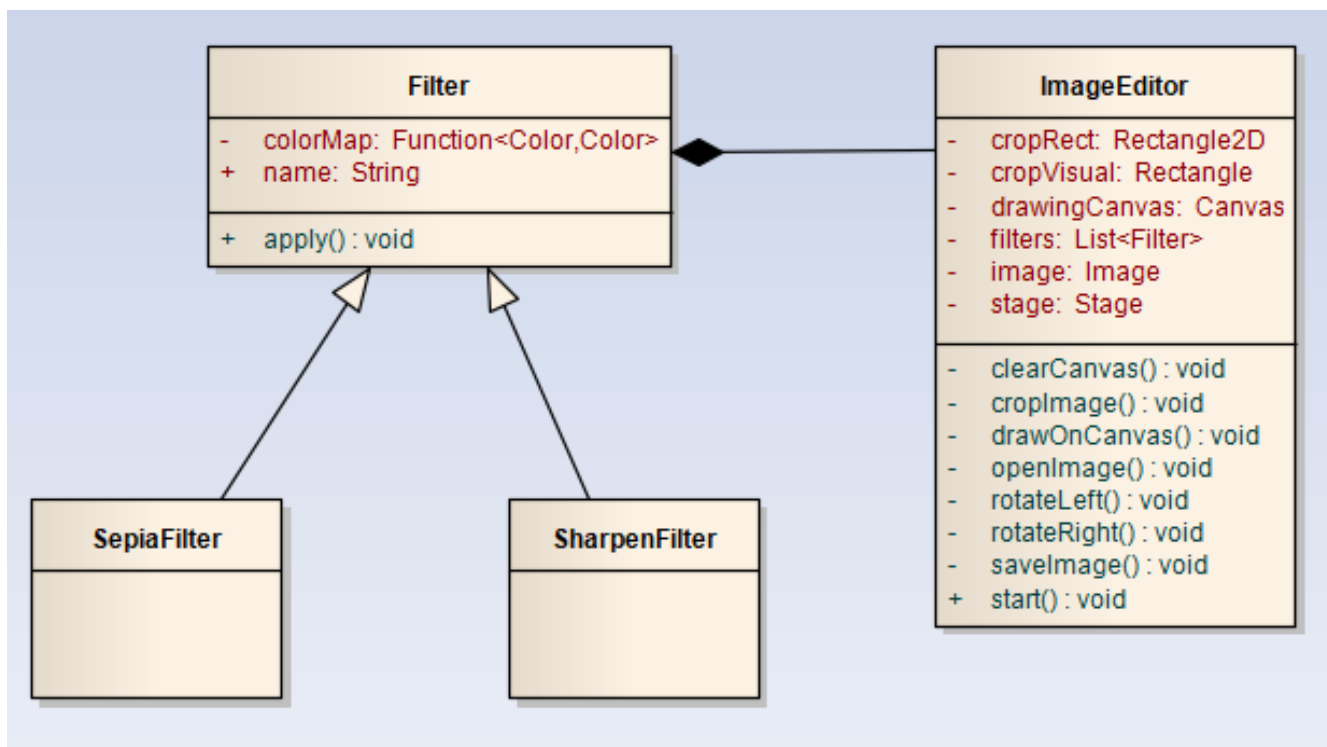 Filter
- colorMap: Function<Color,Color>
+ name: String
+ apply() : void
ImageEditor
- cropRect: Rectangle2D
- cropVisual: Rectangle
- drawingCanvas: Canvas
- filters: List<Filter>
- image: Image
- stage: Stage
- clearCanvas() : void
- cropImage() : void
- drawOnCanvas() : void
- openImage() : void
- rotateLeft() : void
- rotateRight() : void
- saveImage() : void
+ start() : void
SepiaFilter
SharpenFilter